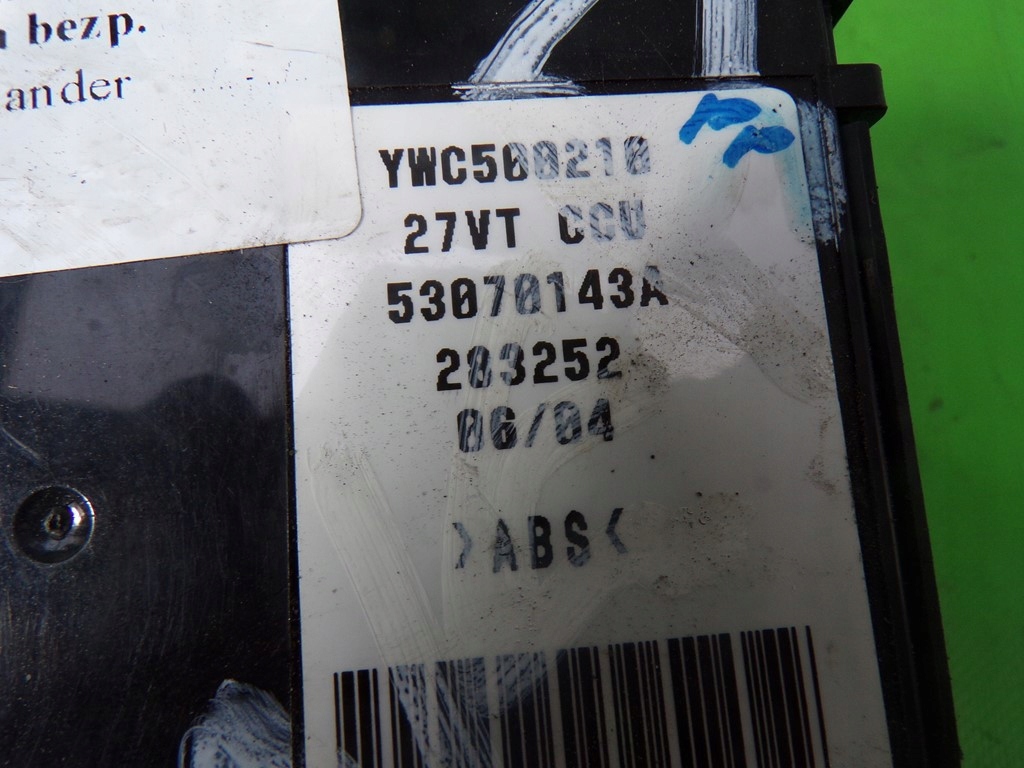 bezp.
ander
YWC500210
27VT CCU
53070143A
203252
06/04
>ABS<